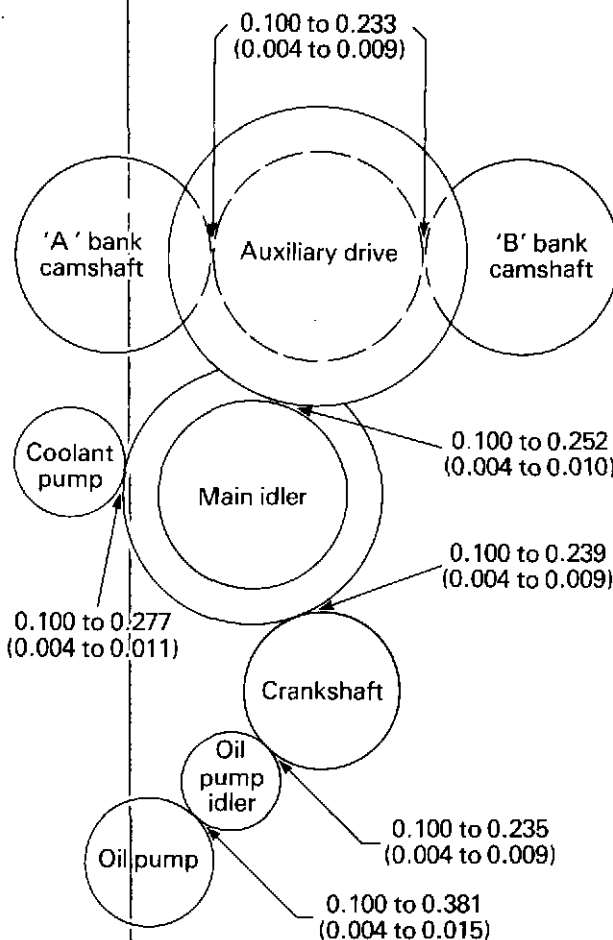 0.100 to 0.233
(0.004 to 0.009)
'A' bank
camshaft
Auxiliary drive
'B' bank
camshaft
Coolant
pump
0.100 to 0.252
(0.004 to 0.010)
Main idler
0.100 to 0.239
(0.004 to 0.009)
0.100 to 0.277
(0.004 to 0.011)
Crankshaft
Oil
pump
idler
0.100 to 0.235
(0.004 to 0.009)
Oil pump
0.100 to 0.381
(0.004 to 0.015)